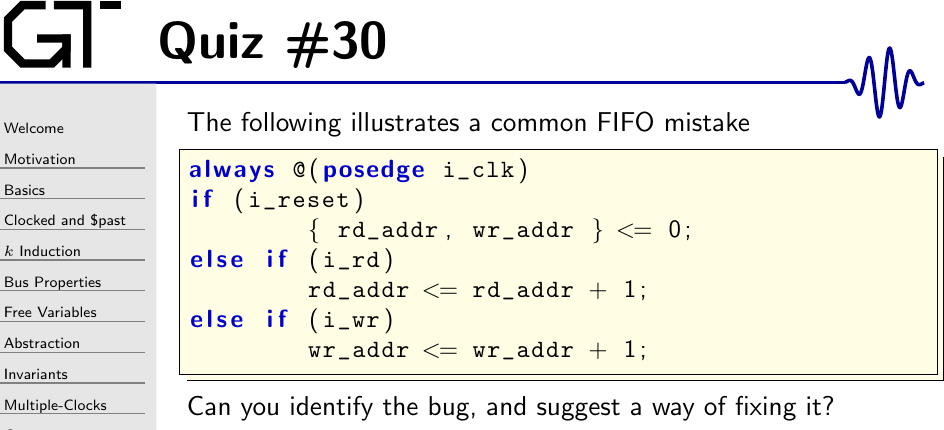 GT
Quiz #30
Welcome
Motivation
Basics
Clocked and $past
k Induction
Bus Properties
Free Variables
Abstraction
Invariants
Multiple-Clocks
The following illustrates a common FIFO mistake
always @(posedge i_clk)
if (i_reset)
{ rd_addr, wr_addr } <= 0;
else if (i_rd)
rd_addr <= rd_addr + 1;
else if (i_wr)
wr_addr <= wr_addr + 1;
Can you identify the bug, and suggest a way of fixing it?